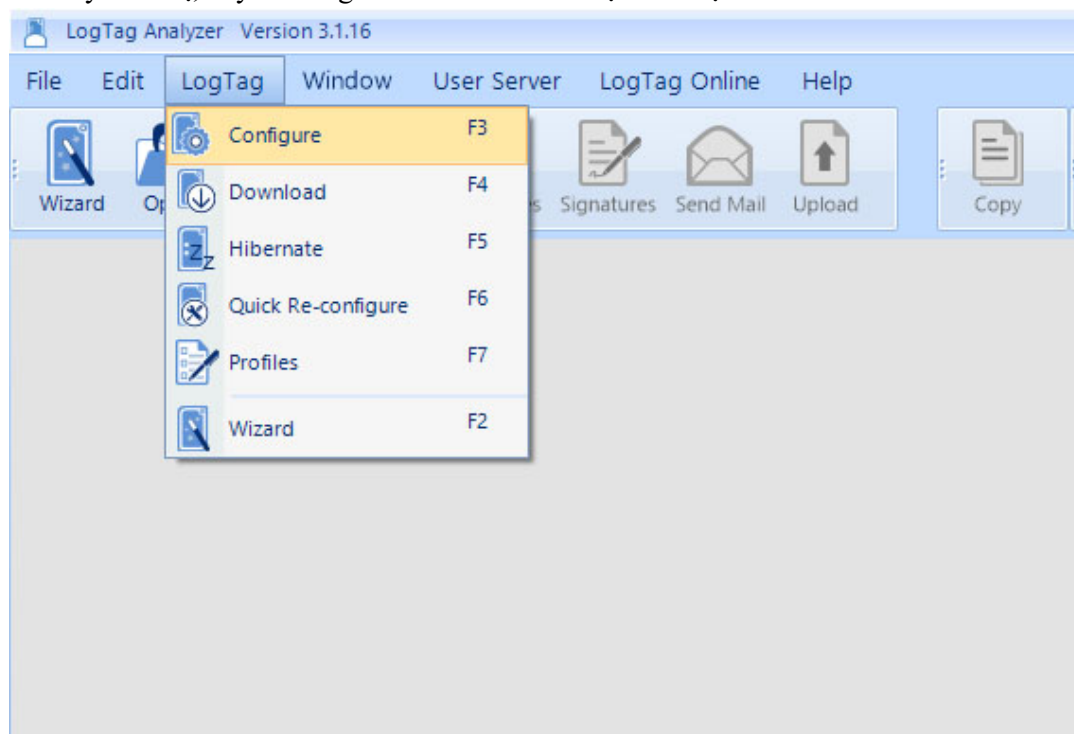 LogTag Analyzer Version 3.1.16
File Edit LogTag Window User Server LogTag Online Help
Configure F3
Download F4
Hibernate F5
Quick Re-configure F6
Profiles F7
Wizard F2
Wizard
Signatures Send Mail Upload Copy